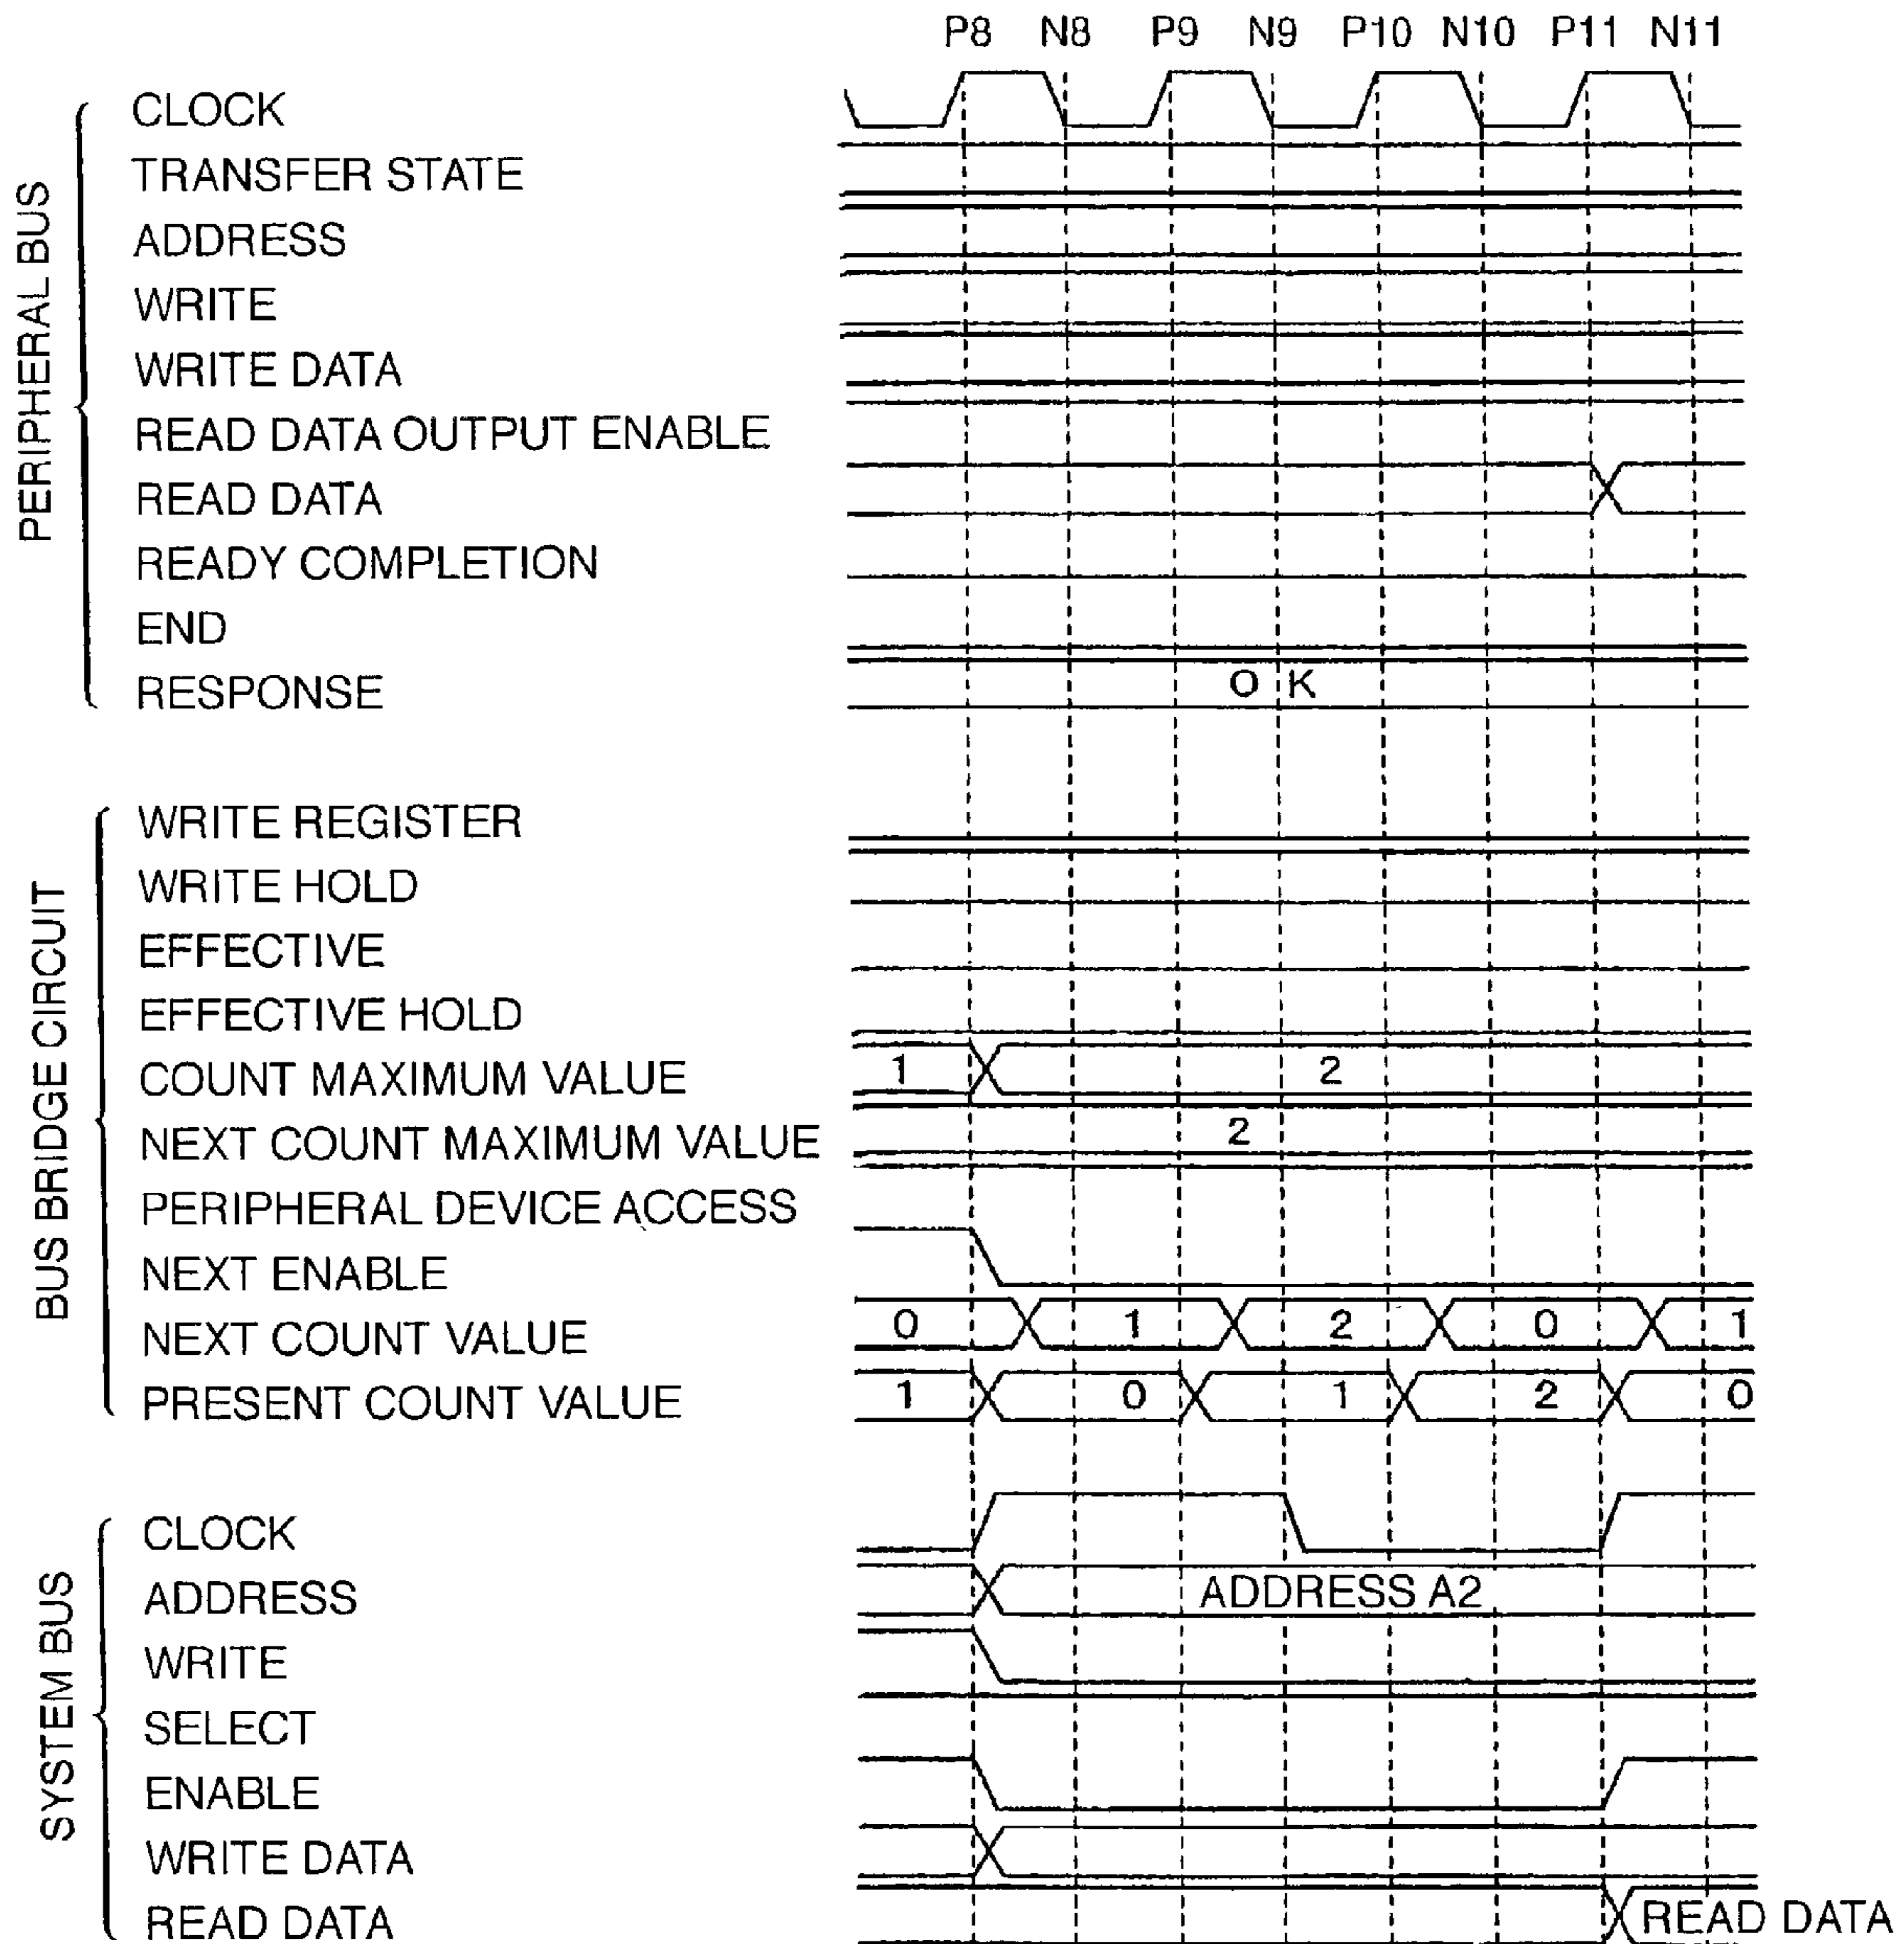 P8 N8 P9 N9 P10 N10 P11 N11
PERIPHERAL BUS
CLOCK
TRANSFER STATE
ADDRESS
WRITE
WRITE DATA
READ DATA OUTPUT ENABLE
READ DATA
READY COMPLETION
END
RESPONSE O K
BUS BRIDGE CIRCUIT
WRITE REGISTER
WRITE HOLD
EFFECTIVE
EFFECTIVE HOLD
COUNT MAXIMUM VALUE 1 2
NEXT COUNT MAXIMUM VALUE 2
PERIPHERAL DEVICE ACCESS
NEXT ENABLE
NEXT COUNT VALUE 0 1 2 0 1
PRESENT COUNT VALUE 1 0 1 2 0
SYSTEM BUS
CLOCK
ADDRESS ADDRESS A2
WRITE
SELECT
ENABLE
WRITE DATA
READ DATA READ DATA